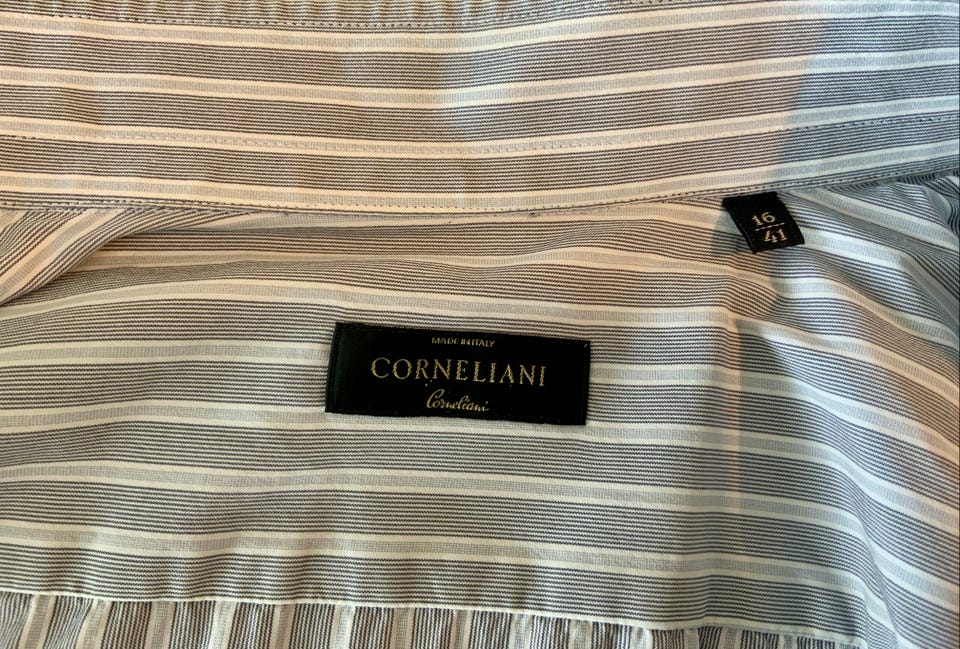 16
41
MADE IN ITALY
CORNELIANI
Corneliani